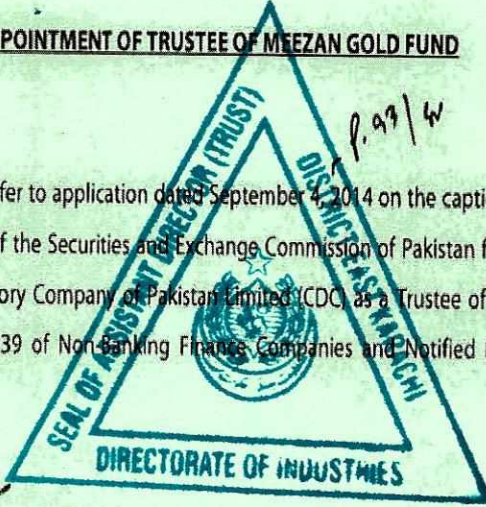 POINTMENT OF TRUSTEE OF MEEZAN GOLD FUND
fer to application dated September 4, 2014 on the captio
of the Securities and Exchange Commission of Pakistan f
ory Company of Pakistan Limited (CDC) as a Trustee of
39 of Non-Banking Finance Companies and Notified
SEAL OF ASSISTANT DIRECTOR (TRUST)
DISTRICT EAST KARACHI
DIRECTORATE OF INDUSTRIES